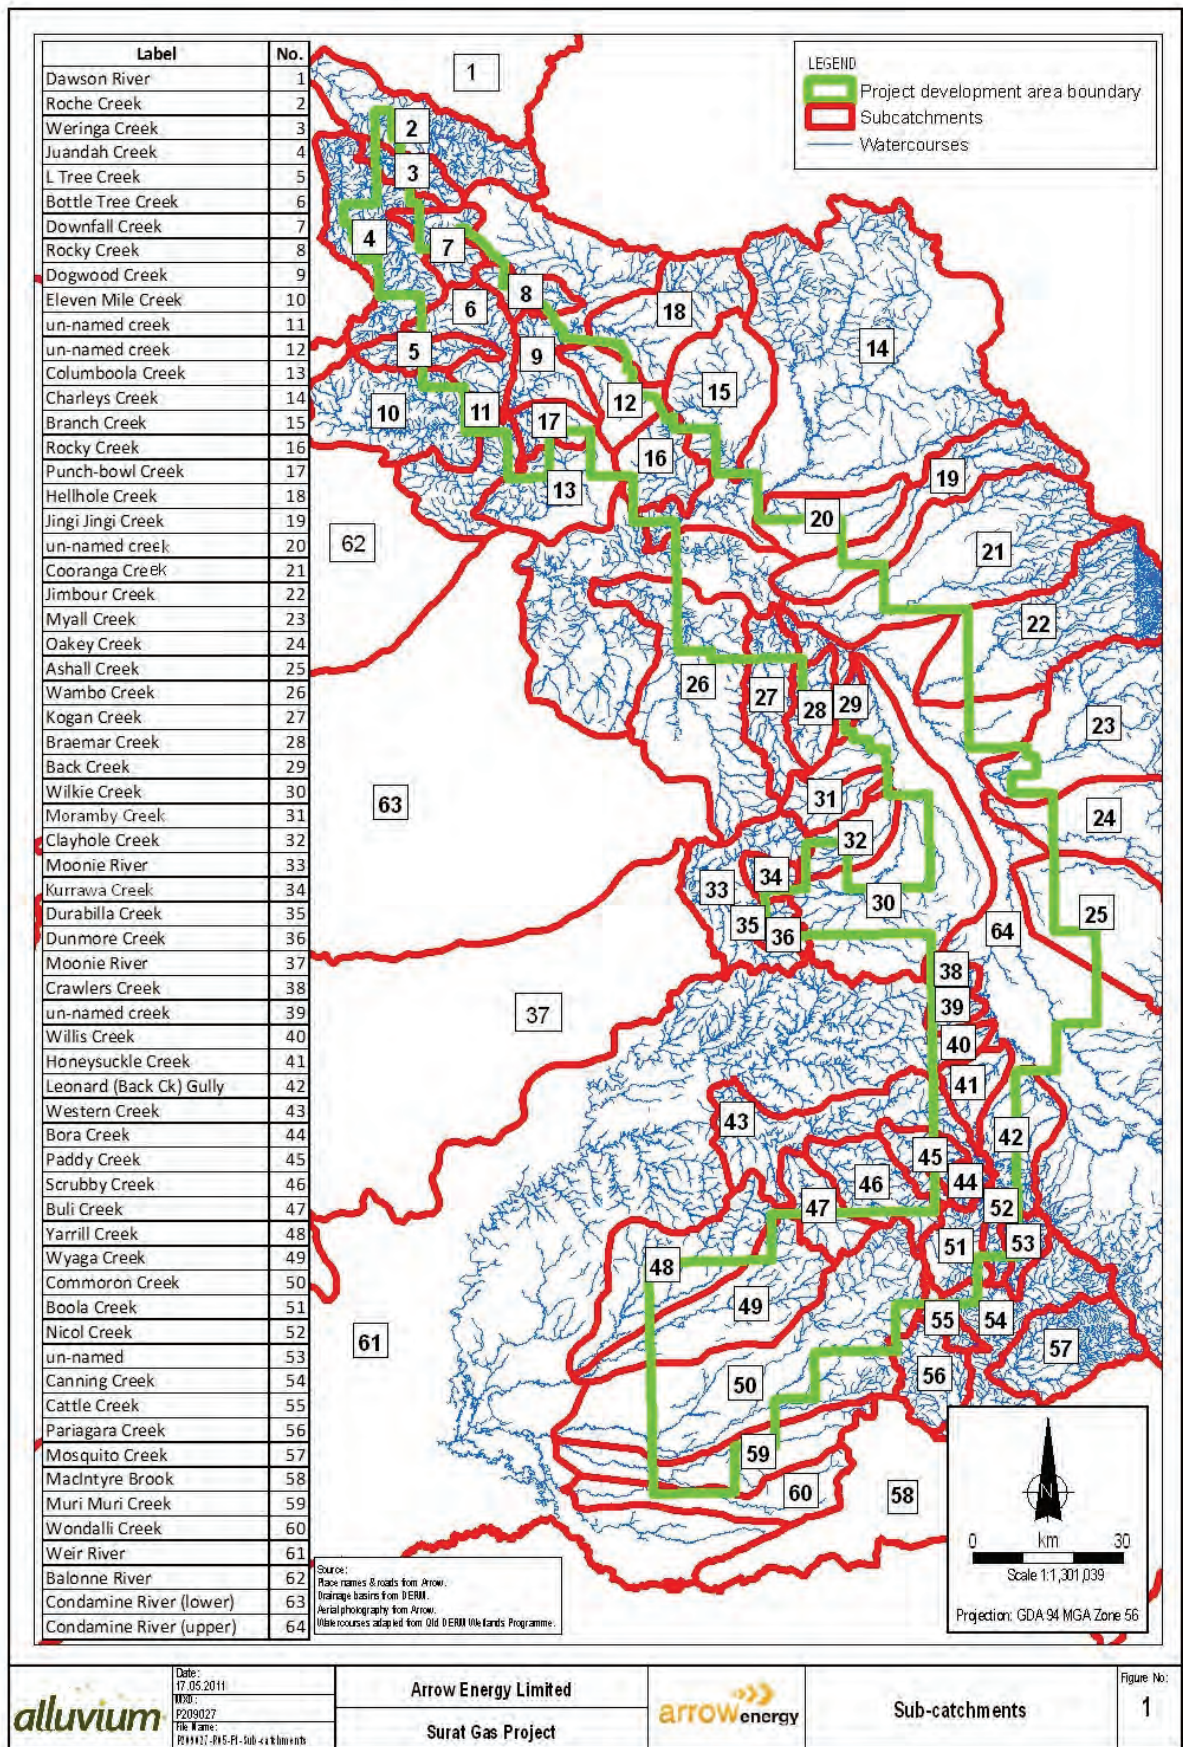 Label No.
Dawson River 1
Roche Creek 2
Weringa Creek 3
Juandah Creek 4
L Tree Creek 5
Bottle Tree Creek 6
Downfall Creek 7
Rocky Creek 8
Dogwood Creek 9
Eleven Mile Creek 10
un-named creek 11
un-named creek 12
Columboola Creek 13
Charleys Creek 14
Branch Creek 15
Rocky Creek 16
Punch-bowl Creek 17
Hellhole Creek 18
Jingi Jingi Creek 19
un-named creek 20
Cooranga Creek 21
Jimbour Creek 22
Myall Creek 23
Oakey Creek 24
Ashall Creek 25
Wambo Creek 26
Kogan Creek 27
Braemar Creek 28
Back Creek 29
Wilkie Creek 30
Moramby Creek 31
Clayhole Creek 32
Moonie River 33
Kurrawa Creek 34
Durabilla Creek 35
Dunmore Creek 36
Moonie River 37
Crawlers Creek 38
un-named creek 39
Willis Creek 40
Honeysuckle Creek 41
Leonard (Back Ck) Gully 42
Western Creek 43
Bora Creek 44
Paddy Creek 45
Scrubby Creek 46
Buli Creek 47
Yarrill Creek 48
Wyaga Creek 49
Commoron Creek 50
Boola Creek 51
Nicol Creek 52
un-named 53
Canning Creek 54
Cattle Creek 55
Pariagara Creek 56
Mosquito Creek 57
MacIntyre Brook 58
Muri Muri Creek 59
Wondalli Creek 60
Weir River 61
Balonne River 62
Condamine River (lower) 63
Condamine River (upper) 64
LEGEND
Project development area boundary
Subcatchments
Watercourses
1
2
3
4
7
8
6
18
5
9
14
15
12
10
11
17
16
13
19
20
62
21
22
26
27
28
29
23
63
31
24
32
34
33
30
35
36
25
64
38
37
39
40
41
43
42
45
46
44
47
52
51
53
48
49
55
54
61
57
56
50
59
60
58
N
0 km 30
Scale 1:1,301,039
Projection: GDA 94 MGA Zone 56
Source:
Place names & roads from Arrow.
Drainage basins from DERM.
Aerial photography from Arrow.
Watercourses adapted from Qld DERM Wetlands Programme.
alluvium
Date:
17.05.2011
MXD:
P209027
File Name:
P209027-R05-F1-Sub-catchments
Arrow Energy Limited
Surat Gas Project
arrow energy
Sub-catchments
Figure No:
1